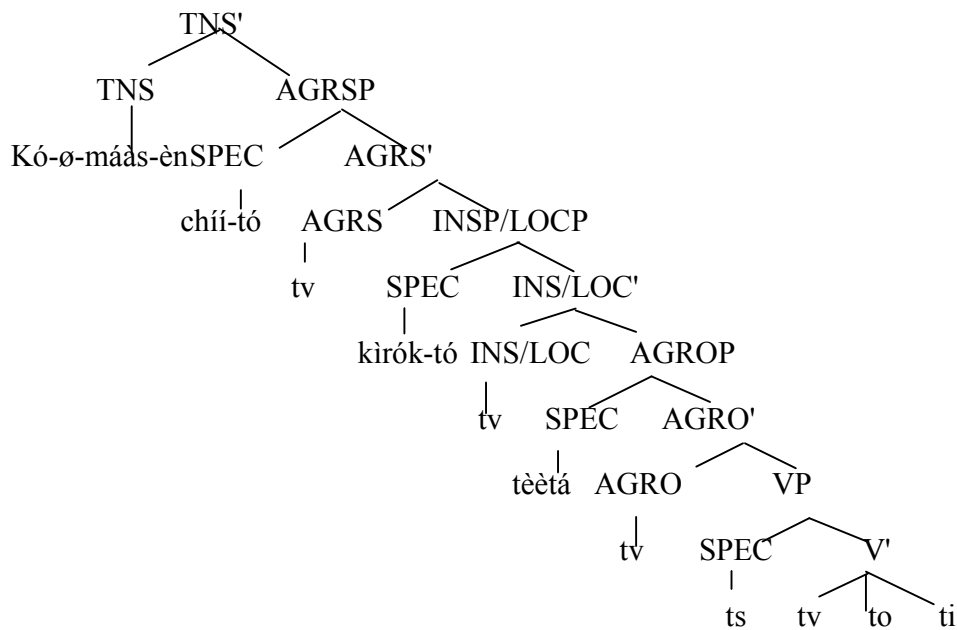 TNS'
TNS AGRSP
Kó-ø-máàs-èn SPEC AGRS'
chíí-tó AGRS INSP/LOCP
tv SPEC INS/LOC'
kìrók-tó INS/LOC AGROP
tv SPEC AGRO'
tèètá AGRO VP
tv SPEC V'
ts tv to ti